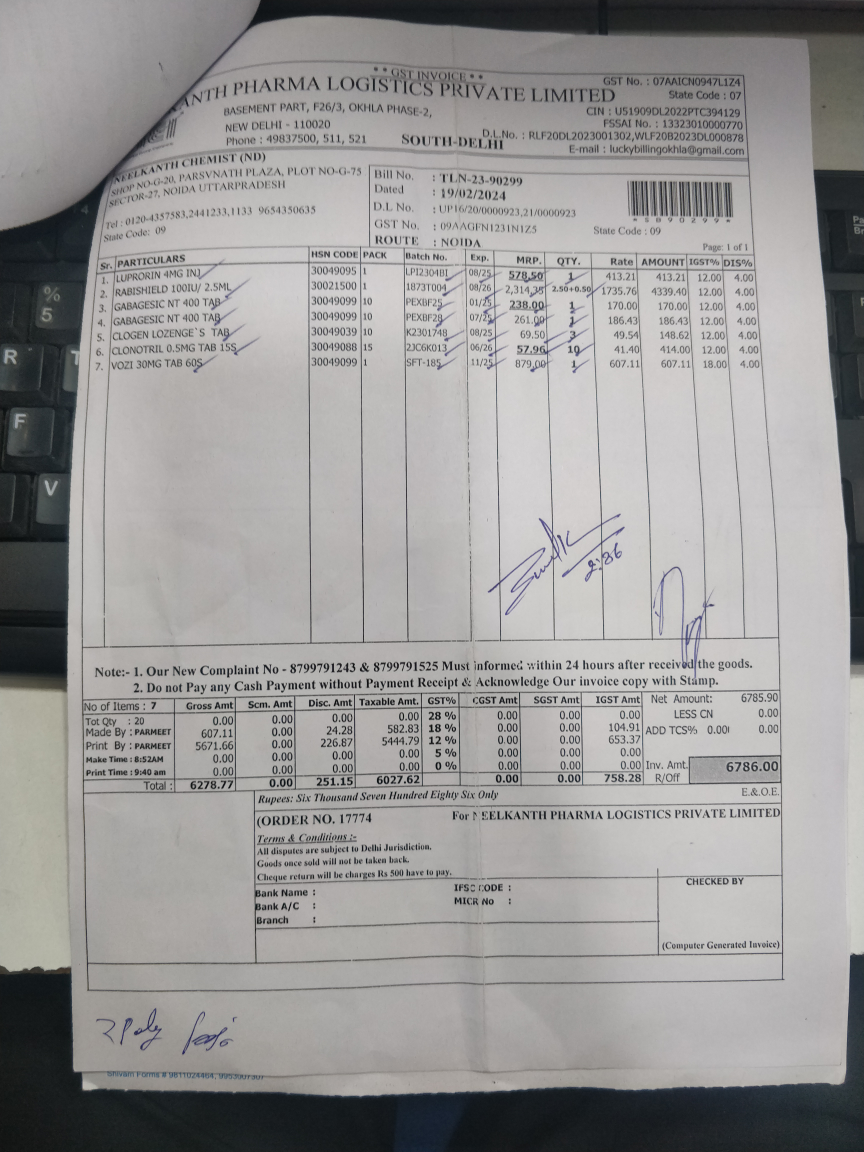 * * GST INVOICE * *
KANTH PHARMA LOGISTICS PRIVATE LIMITED
BASEMENT PART, F26/3, OKHLA PHASE-2,
NEW DELHI - 110020
Phone : 49837500, 511, 521
SOUTH-DELHI
GST No. : 07AAICN0947L1Z4
State Code : 07
CIN : U51909DL2022PTC394129
FSSAI No. : 13323010000770
D.L.No. : RLF20DL2023001302,WLF20B2023DL000878
E-mail : luckybillingokhla@gmail.com
NEELKANTH CHEMIST (ND)
SHOP NO-G-20, PARSVNATH PLAZA, PLOT NO-G-75
SECTOR-27, NOIDA UTTARPRADESH
Tel : 0120-4357583,2441233,1133 9654350635
State Code: 09
Bill No. : TLN-23-90299
Dated : 19/02/2024
D.L No. : UP16/20/0000923,21/0000923
GST No. : 09AAGFN1231N1Z5
State Code : 09
ROUTE : NOIDA
*5890299*
Page: 1 of 1
Sr. PARTICULARS HSN CODE PACK Batch No. Exp. MRP. QTY. Rate AMOUNT IGST% DIS%
1. LUPRORIN 4MG INJ 30049095 1 LPI2304BI 08/25 578.50 1 413.21 413.21 12.00 4.00
2. RABISHIELD 100IU/ 2.5ML 30021500 1 1873T004 08/26 2,314.35 2.50+0.50 1735.76 4339.40 12.00 4.00
3. GABAGESIC NT 400 TAB 30049099 10 PEXBF25 01/25 238.00 1 170.00 170.00 12.00 4.00
4. GABAGESIC NT 400 TAB 30049099 10 PEXBF28 07/25 261.00 1 186.43 186.43 12.00 4.00
5. CLOGEN LOZENGE`S TAB 30049039 10 K2301748 08/25 69.50 3 49.54 148.62 12.00 4.00
6. CLONOTRIL 0.5MG TAB 15S 30049088 15 2JC6K013 06/26 57.96 10 41.40 414.00 12.00 4.00
7. VOZI 30MG TAB 60S 30049099 1 SFT-185 11/25 879.00 1 607.11 607.11 18.00 4.00
2:36
Note:- 1. Our New Complaint No - 8799791243 & 8799791525 Must informed within 24 hours after received the goods.
2. Do not Pay any Cash Payment without Payment Receipt & Acknowledge Our invoice copy with Stamp.
No of Items : 7 Gross Amt Scm. Amt Disc. Amt Taxable Amt. GST% CGST Amt SGST Amt IGST Amt Net Amount: 6785.90
Tot Qty : 20 0.00 0.00 0.00 0.00 28 % 0.00 0.00 0.00 LESS CN 0.00
Made By : PARMEET 607.11 0.00 24.28 582.83 18 % 0.00 0.00 104.91 ADD TCS% 0.00 0.00
Print By : PARMEET 5671.66 0.00 226.87 5444.79 12 % 0.00 0.00 653.37
Make Time : 8:52AM 0.00 0.00 0.00 0.00 5 % 0.00 0.00 0.00
Print Time : 9:40 am 0.00 0.00 0.00 0.00 0 % 0.00 0.00 0.00 Inv. Amt. 6786.00
Total : 6278.77 0.00 251.15 6027.62 0.00 0.00 758.28 R/Off
Rupees: Six Thousand Seven Hundred Eighty Six Only E.& O.E.
(ORDER NO. 17774 For NEELKANTH PHARMA LOGISTICS PRIVATE LIMITED
Terms & Conditions :-
All disputes are subject to Delhi Jurisdiction.
Goods once sold will not be taken back.
Cheque return will be charges Rs 500 have to pay.
Bank Name : IFSC CODE :
Bank A/C : MICR No :
Branch :
CHECKED BY
(Computer Generated Invoice)
Shivam Forms # 9811024464, 9953007307
% 5
R
T
F
V